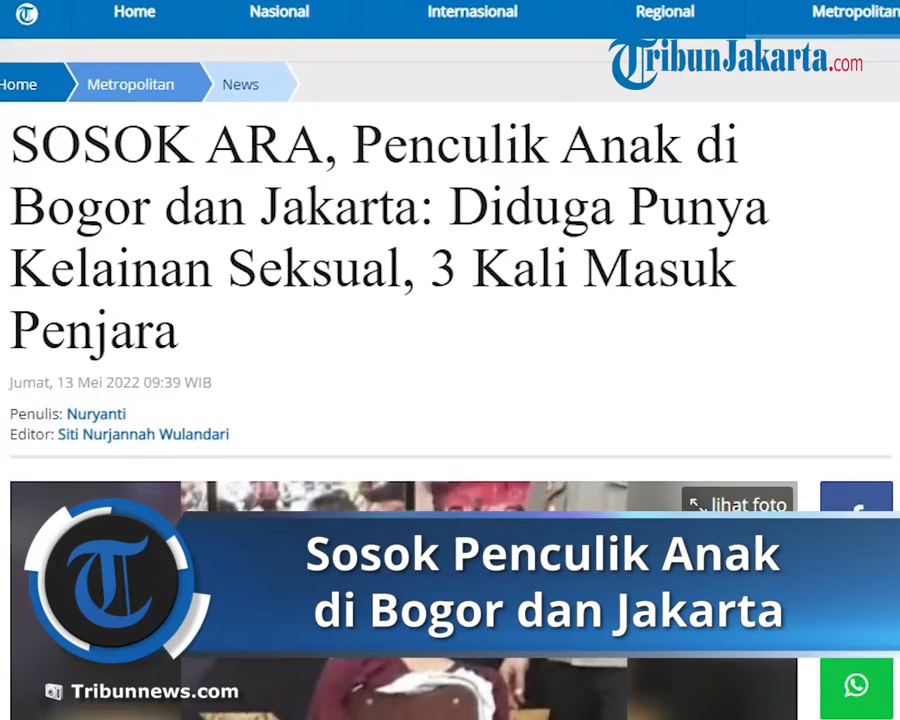 Home Nasional Internasional Regional Metropolitan
TribunJakarta.com
Home Metropolitan News
SOSOK ARA, Penculik Anak di
Bogor dan Jakarta: Diduga Punya
Kelainan Seksual, 3 Kali Masuk
Penjara
Jumat, 13 Mei 2022 09:39 WIB
Penulis: Nuryanti
Editor: Siti Nurjannah Wulandari
lihat foto
Sosok Penculik Anak
di Bogor dan Jakarta
Tribunnews.com